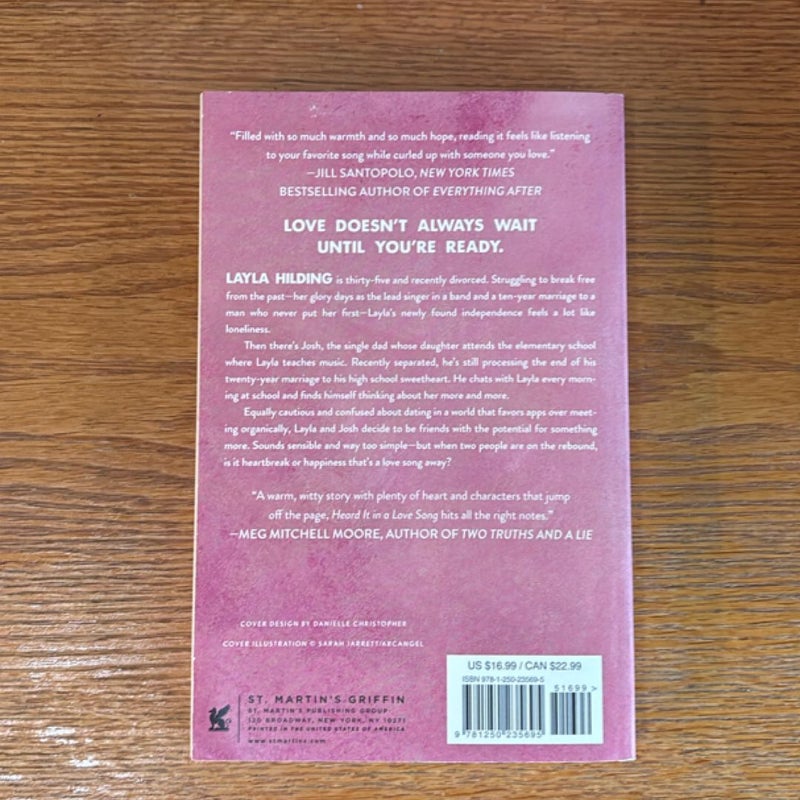 “Filled with so much warmth and so much hope, reading it feels like listening
to your favorite song while curled up with someone you love.”
—JILL SANTOPOLO, NEW YORK TIMES
BESTSELLING AUTHOR OF EVERYTHING AFTER
LOVE DOESN’T ALWAYS WAIT
UNTIL YOU’RE READY.
LAYLA HILDING is thirty-five and recently divorced. Struggling to break free
from the past—her glory days as the lead singer in a band and a ten-year marriage to a
man who never put her first—Layla’s newly found independence feels a lot like
loneliness.
Then there’s Josh, the single dad whose daughter attends the elementary school
where Layla teaches music. Recently separated, he’s still processing the end of his
twenty-year marriage to his high school sweetheart. He chats with Layla every morn-
ing at school and finds himself thinking about her more and more.
Equally cautious and confused about dating in a world that favors apps over meet-
ing organically, Layla and Josh decide to be friends with the potential for something
more. Sounds sensible and way too simple—but when two people are on the rebound,
is it heartbreak or happiness that’s a love song away?
“A warm, witty story with plenty of heart and characters that jump
off the page, Heard It in a Love Song hits all the right notes.”
—MEG MITCHELL MOORE, AUTHOR OF TWO TRUTHS AND A LIE
COVER DESIGN BY DANIELLE CHRISTOPHER
COVER ILLUSTRATION © SARAH JARRETT/ARCANGEL
US $16.99 / CAN $22.99
ISBN 978-1-250-23569-5
51699>
9 781250 235695
ST. MARTIN’S GRIFFIN
ST. MARTIN’S PUBLISHING GROUP
120 BROADWAY, NEW YORK, NY 10271
PRINTED IN THE UNITED STATES OF AMERICA
www.stmartins.com